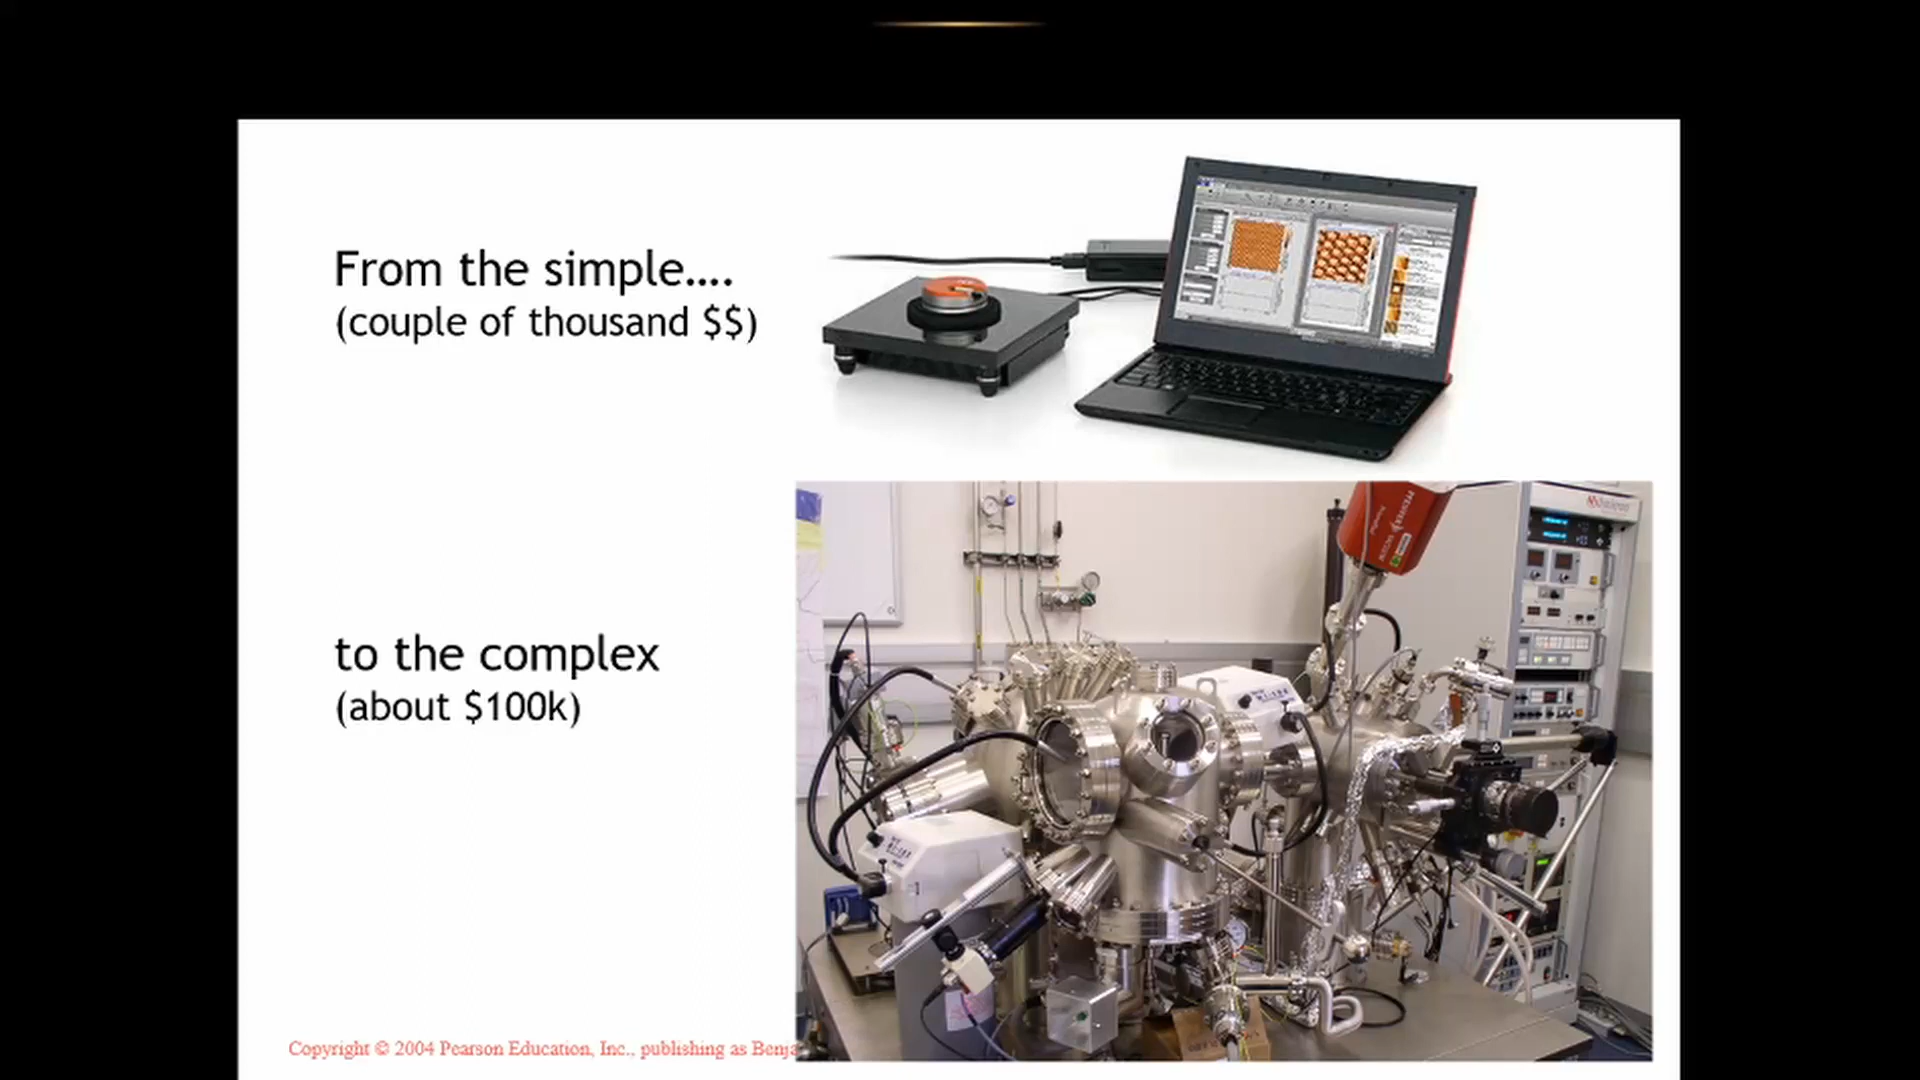 From the simple....
(couple of thousand $$)
to the complex
(about $100k)
Copyright © 2004 Pearson Education, Inc., publishing as Benja